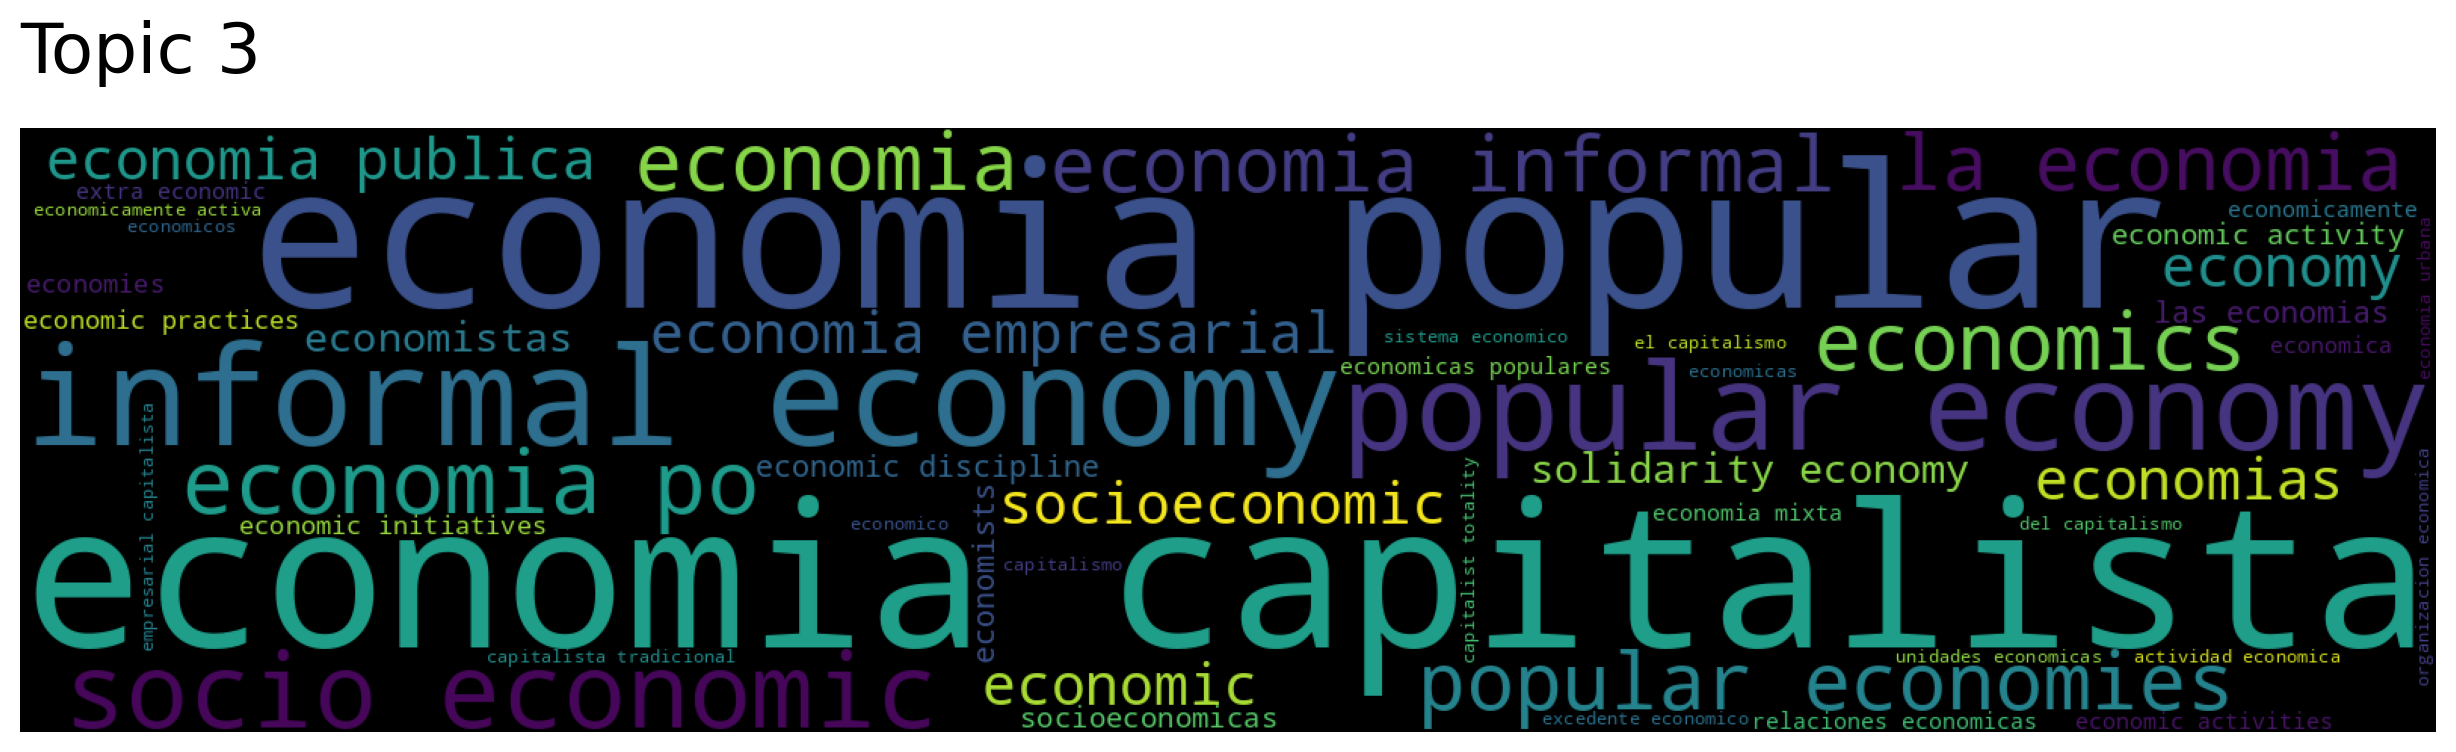 Topic 3
economia publica
economia
economia informal
la economia
extra economic
economicamente activa
economicos
economia popular
economicamente
economic activity
economy
economia urbana
economies
economic practices
economistas
economia empresarial
sistema economico
el capitalismo
economics
las economias
economica
economicas populares
economicas
informal economy
popular economy
empresarial capitalista
economia po
economic discipline
solidarity economy
economias
organizacion economica
economic initiatives
economico
economists
socioeconomic
capitalist totality
economia mixta
del capitalismo
capitalismo
economia capitalista
capitalista tradicional
unidades economicas
actividad economica
socio economic
economic
popular economies
socioeconomicas
excedente economico
relaciones economicas
economic activities